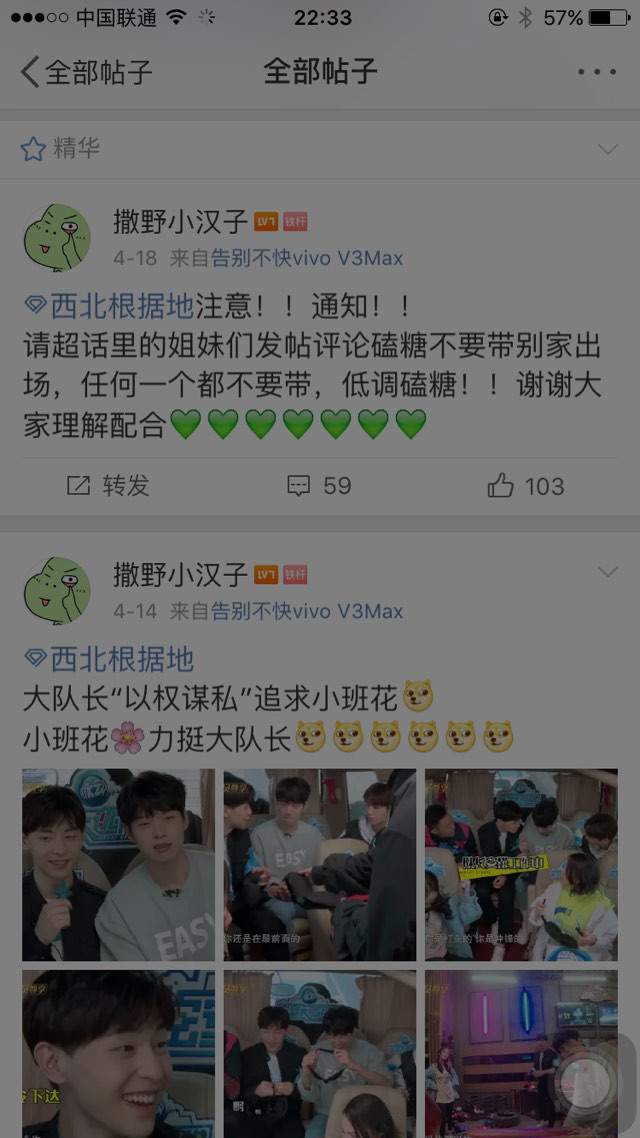 中国联通 22:33 57%
全部帖子 全部帖子
精华
撒野小汉子 LV7 铁杆
4-18 来自告别不快vivo V3Max
西北根据地注意！！通知！！
请超话里的姐妹们发帖评论磕糖不要带别家出
场，任何一个都不要带，低调磕糖！！谢谢大
家理解配合💚💚💚💚💚💚💚
转发 59 103
撒野小汉子 LV7 铁杆
4-14 来自告别不快vivo V3Max
西北根据地
大队长“以权谋私”追求小班花
小班花🌸力挺大队长
EASY
EASY
你还是在最前面的
令下达